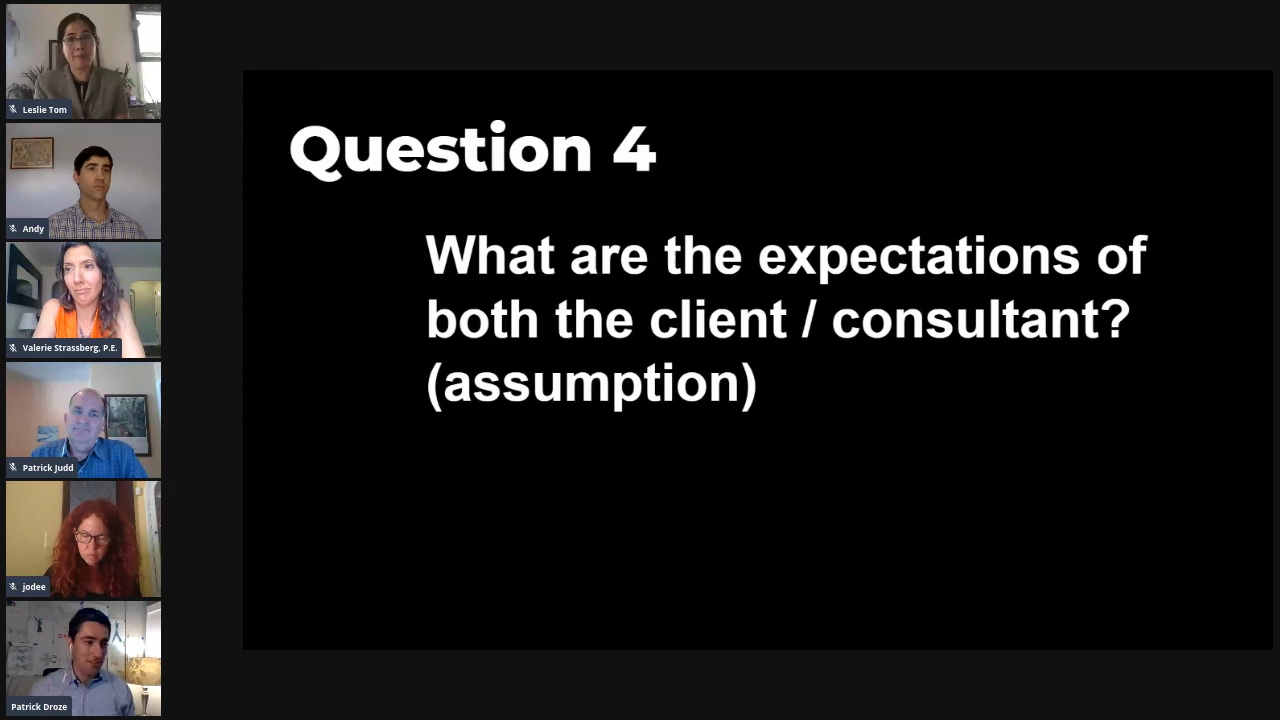 Leslie Tom
Andy
Valerie Strassberg, P.E.
Patrick Judd
jodee
Patrick Droze
Question 4
What are the expectations of
both the client / consultant?
(assumption)